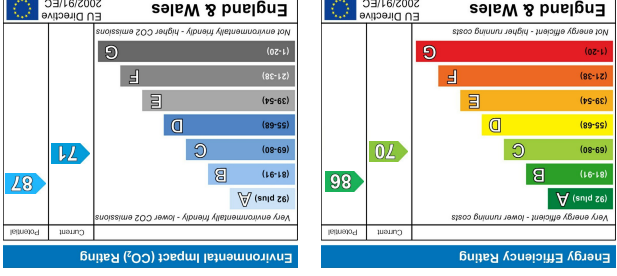 Energy Efficiency Rating
Current
Potential
Very energy efficient - lower running costs
(92 plus) A
(81-91) B
(69-80) C
(55-68) D
(39-54) E
(21-38) F
(1-20) G
70
86
Not energy efficient - higher running costs
England & Wales
EU Directive
2002/91/EC
Environmental Impact (CO₂) Rating
Current
Potential
Very environmentally friendly - lower CO2 emissions
(92 plus) A
(81-91) B
(69-80) C
(55-68) D
(39-54) E
(21-38) F
(1-20) G
71
87
Not environmentally friendly - higher CO2 emissions
England & Wales
EU Directive
2002/91/EC